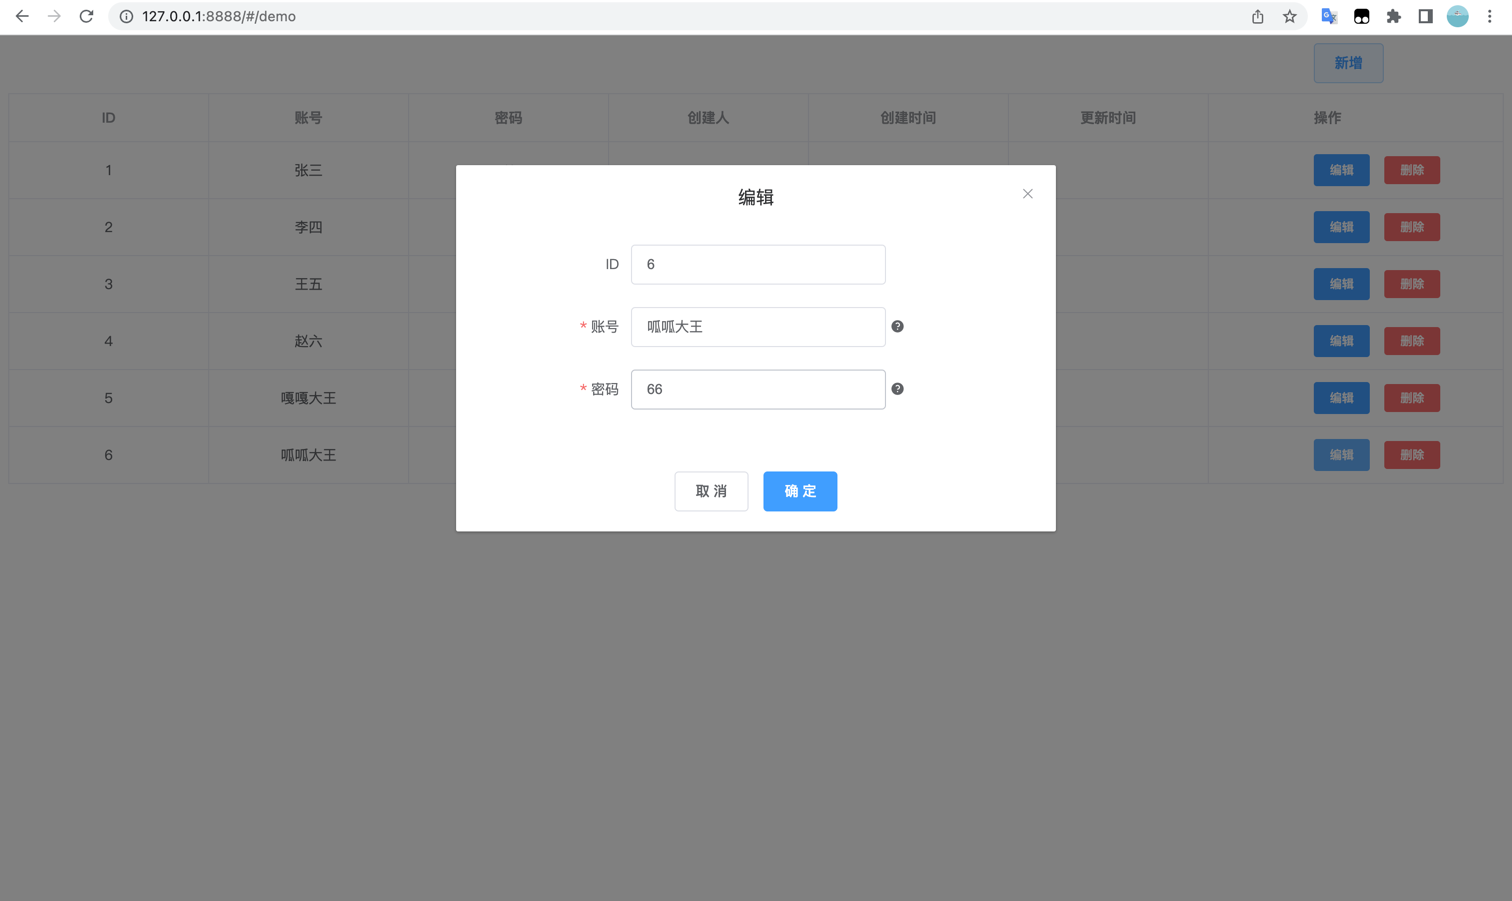 127.0.0.1:8888/#/demo
新增
ID 账号 密码 创建人 创建时间 更新时间 操作
1 张三 编辑 删除
2 李四 编辑 删除
3 王五 编辑 删除
4 赵六 编辑 删除
5 嘎嘎大王 编辑 删除
6 呱呱大王 编辑 删除
编辑
ID 6
* 账号 呱呱大王
* 密码 66
取 消 确 定